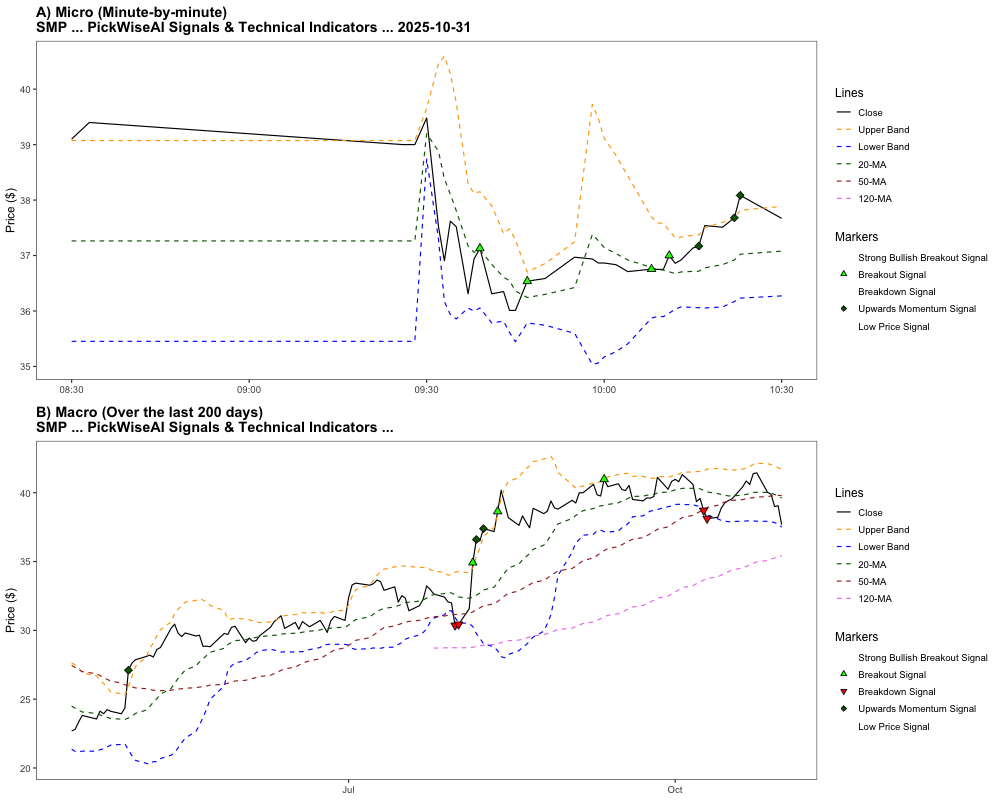 A) Micro (Minute-by-minute)
SMP ... PickWiseAI Signals & Technical Indicators ... 2025-10-31
Price ($)
40
39
38
37
36
35
08:30
09:00
09:30
10:00
10:30
Lines
Close
Upper Band
Lower Band
20-MA
50-MA
120-MA
Markers
Strong Bullish Breakout Signal
Breakout Signal
Breakdown Signal
Upwards Momentum Signal
Low Price Signal
B) Macro (Over the last 200 days)
SMP ... PickWiseAI Signals & Technical Indicators ...
Price ($)
40
35
30
25
20
Jul
Oct
Lines
Close
Upper Band
Lower Band
20-MA
50-MA
120-MA
Markers
Strong Bullish Breakout Signal
Breakout Signal
Breakdown Signal
Upwards Momentum Signal
Low Price Signal